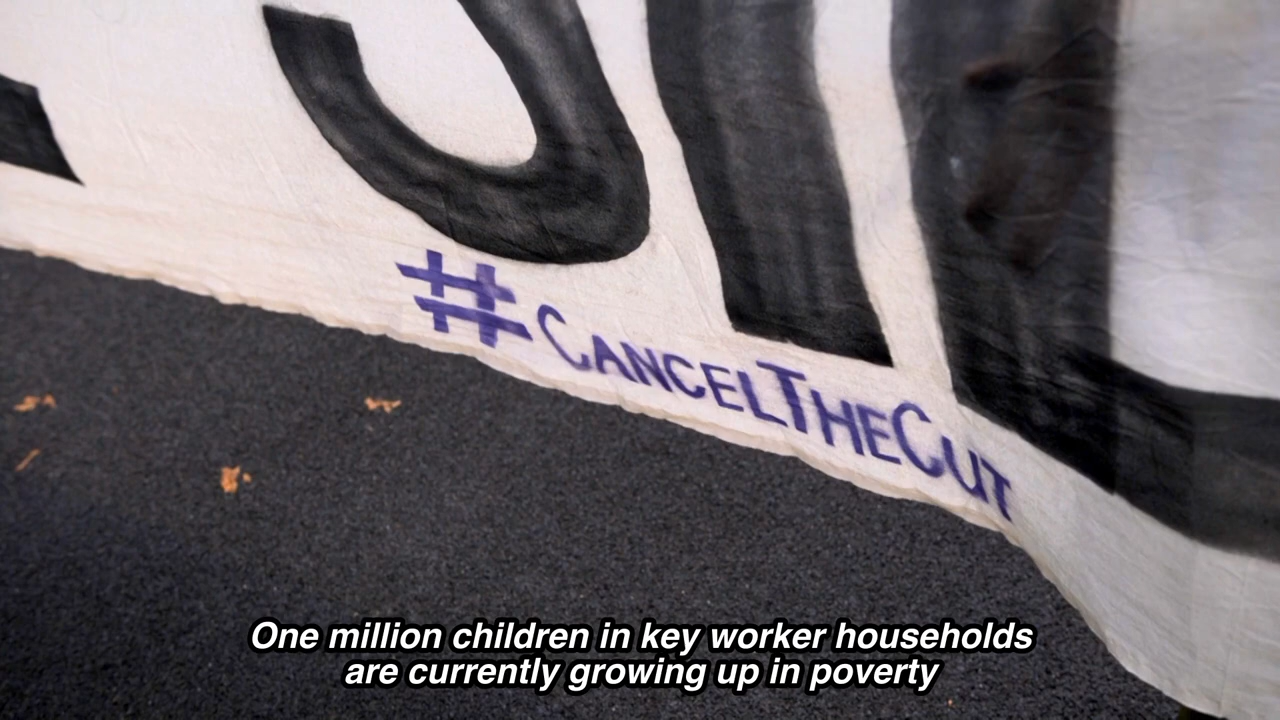 #CANCELTHECUT
One million children in key worker households
are currently growing up in poverty